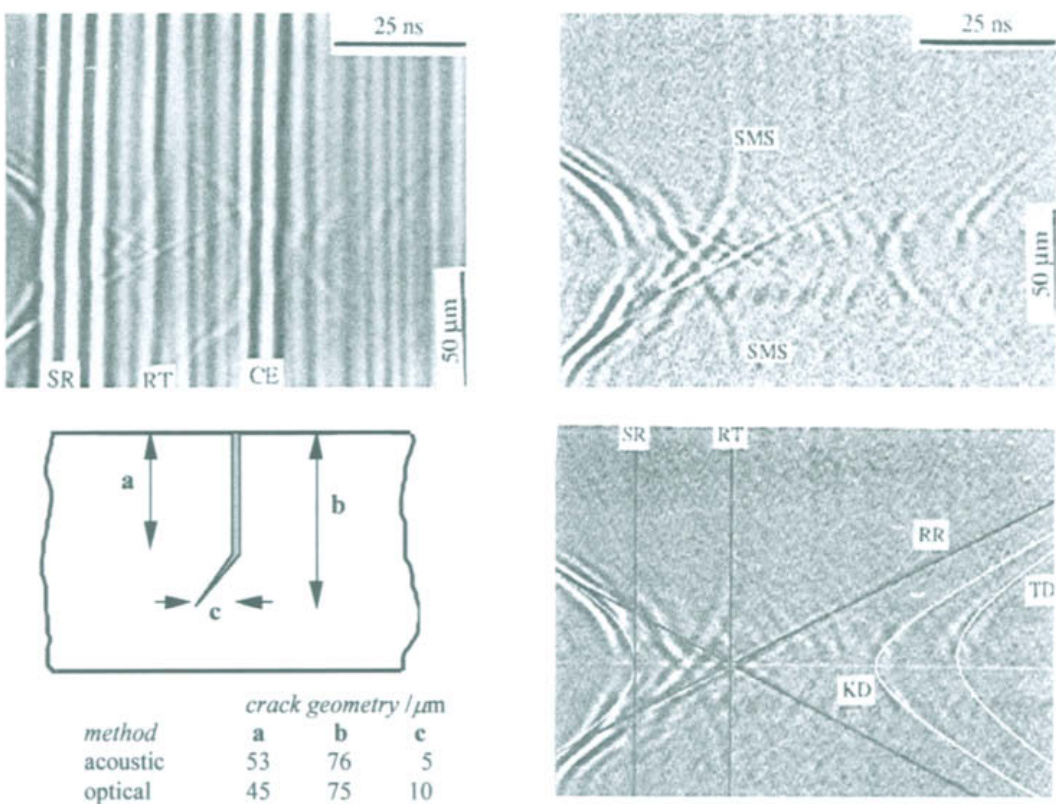 25 ns
50 μm
SR RT CE
25 ns
SMS
50 μm
SMS
a
b
c
crack geometry /μm
method a b c
acoustic 53 76 5
optical 45 75 10
SR RT
RR
TD
KD